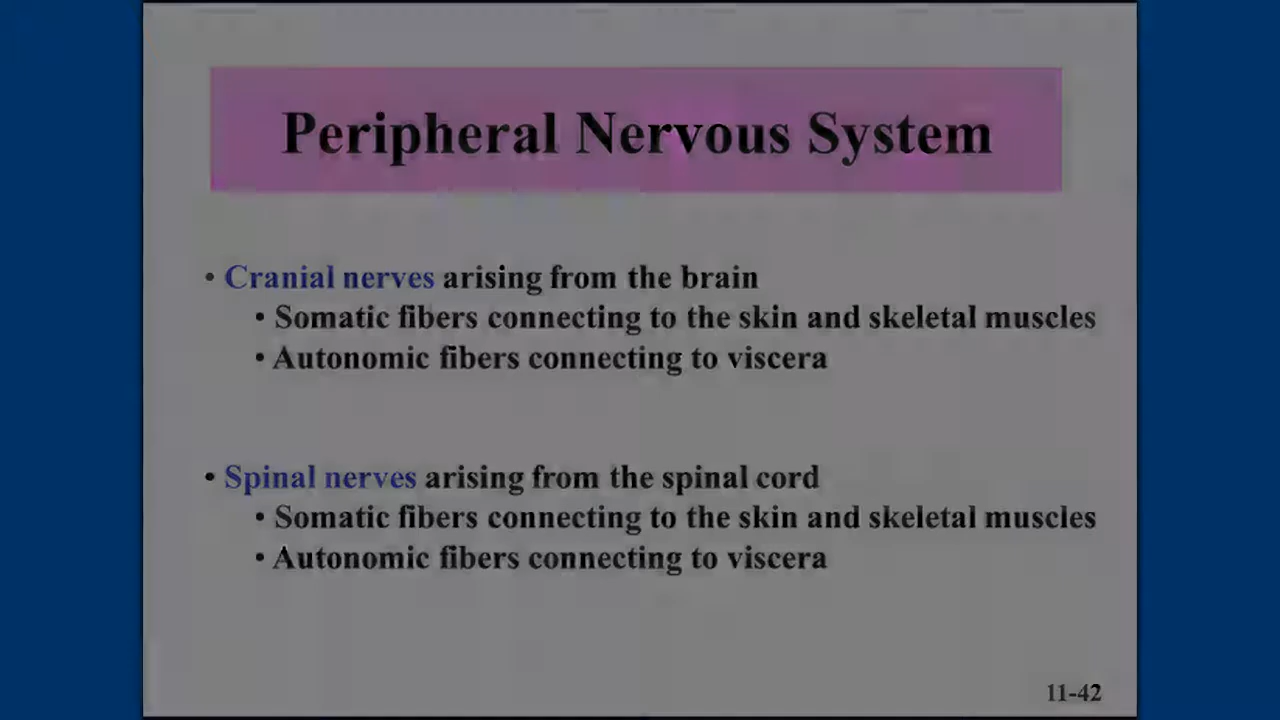 Peripheral Nervous System
• Cranial nerves arising from the brain
• Somatic fibers connecting to the skin and skeletal muscles
• Autonomic fibers connecting to viscera
• Spinal nerves arising from the spinal cord
• Somatic fibers connecting to the skin and skeletal muscles
• Autonomic fibers connecting to viscera
11-42